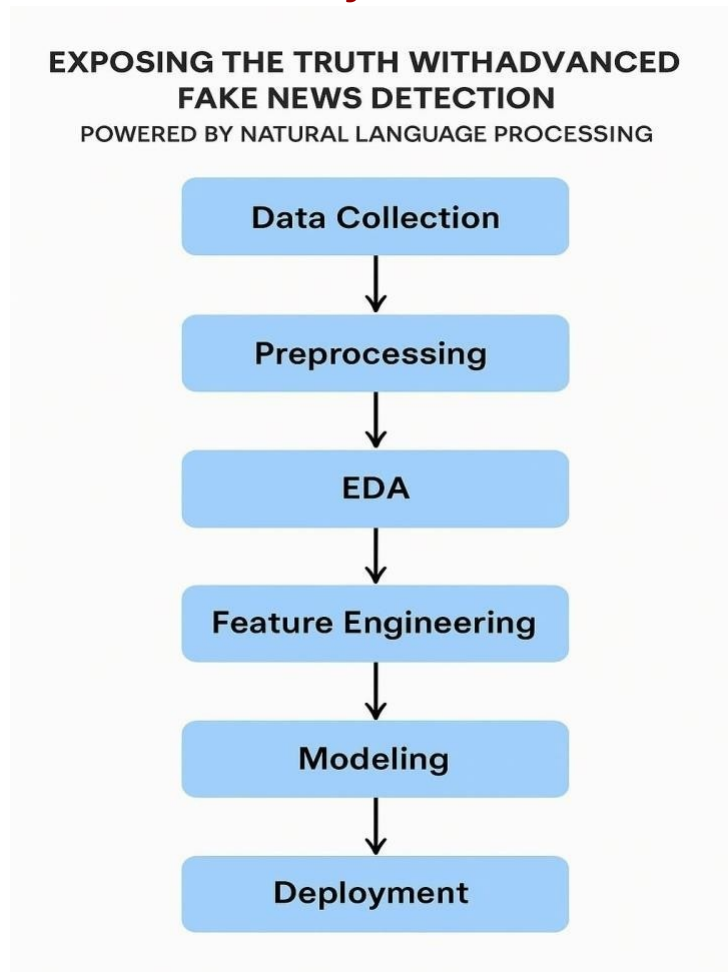 EXPOSING THE TRUTH WITHADVANCED
FAKE NEWS DETECTION
POWERED BY NATURAL LANGUAGE PROCESSING
Data Collection
Preprocessing
EDA
Feature Engineering
Modeling
Deployment